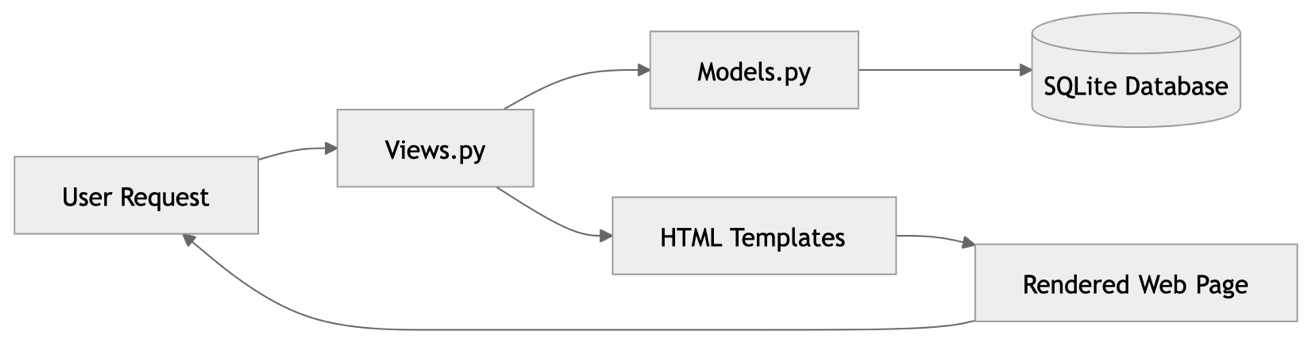 User Request
Views.py
Models.py
SQLite Database
HTML Templates
Rendered Web Page